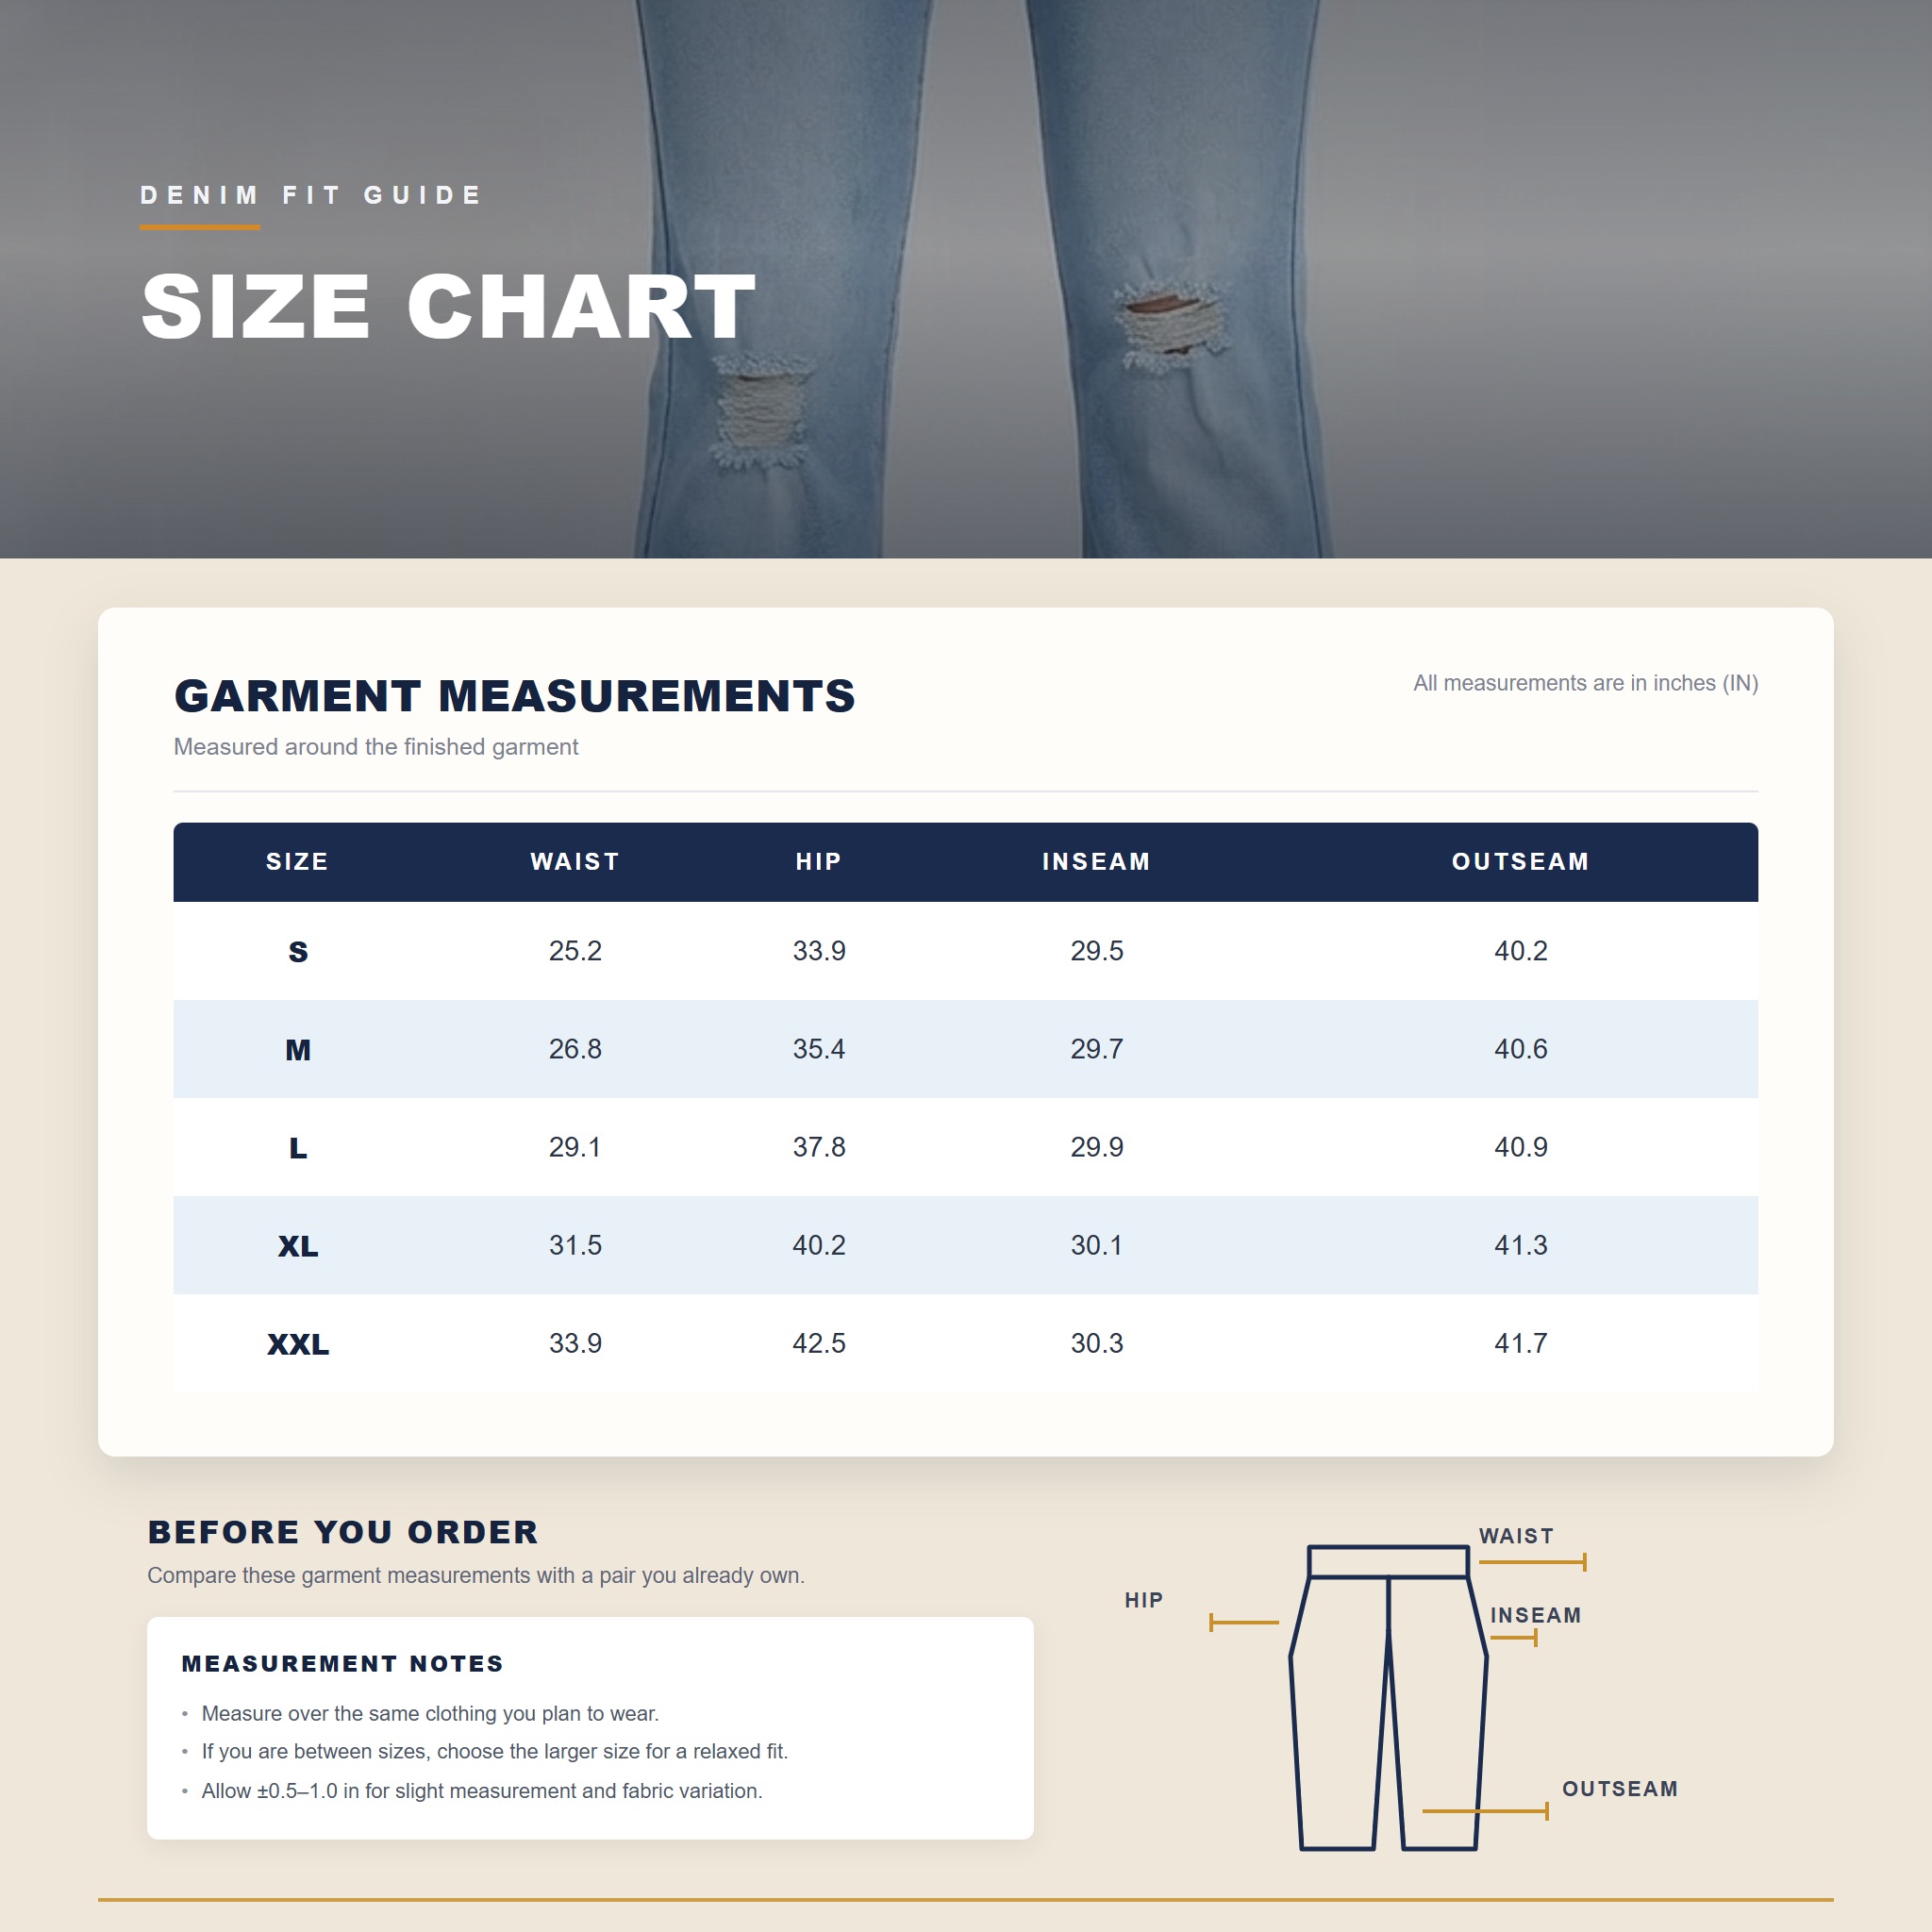 DENIM FIT GUIDE
SIZE CHART
GARMENT MEASUREMENTS
All measurements are in inches (IN)
Measured around the finished garment
SIZE WAIST HIP INSEAM OUTSEAM
S 25.2 33.9 29.5 40.2
M 26.8 35.4 29.7 40.6
L 29.1 37.8 29.9 40.9
XL 31.5 40.2 30.1 41.3
XXL 33.9 42.5 30.3 41.7
BEFORE YOU ORDER
Compare these garment measurements with a pair you already own.
MEASUREMENT NOTES
• Measure over the same clothing you plan to wear.
• If you are between sizes, choose the larger size for a relaxed fit.
• Allow ±0.5–1.0 in for slight measurement and fabric variation.
WAIST
HIP
INSEAM
OUTSEAM